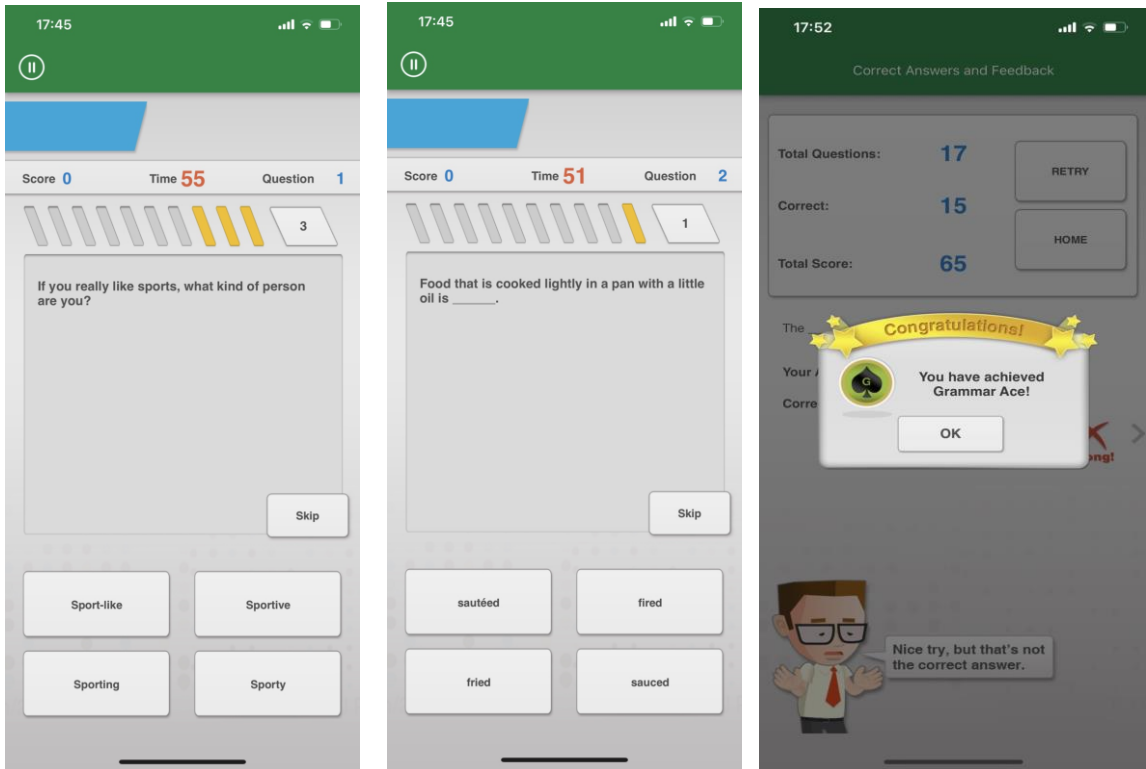 17:45
Score 0 Time 55 Question 1
3
If you really like sports, what kind of person
are you?
Skip
Sport-like Sportive
Sporting Sporty
17:45
Score 0 Time 51 Question 2
1
Food that is cooked lightly in a pan with a little
oil is ______.
Skip
sautéed fired
fried sauced
17:52
Correct Answers and Feedback
Total Questions: 17
RETRY
Correct: 15
HOME
Total Score: 65
The
Congratulations!
Your
G
You have achieved
Grammar Ace!
OK
Nice try, but that's not
the correct answer.